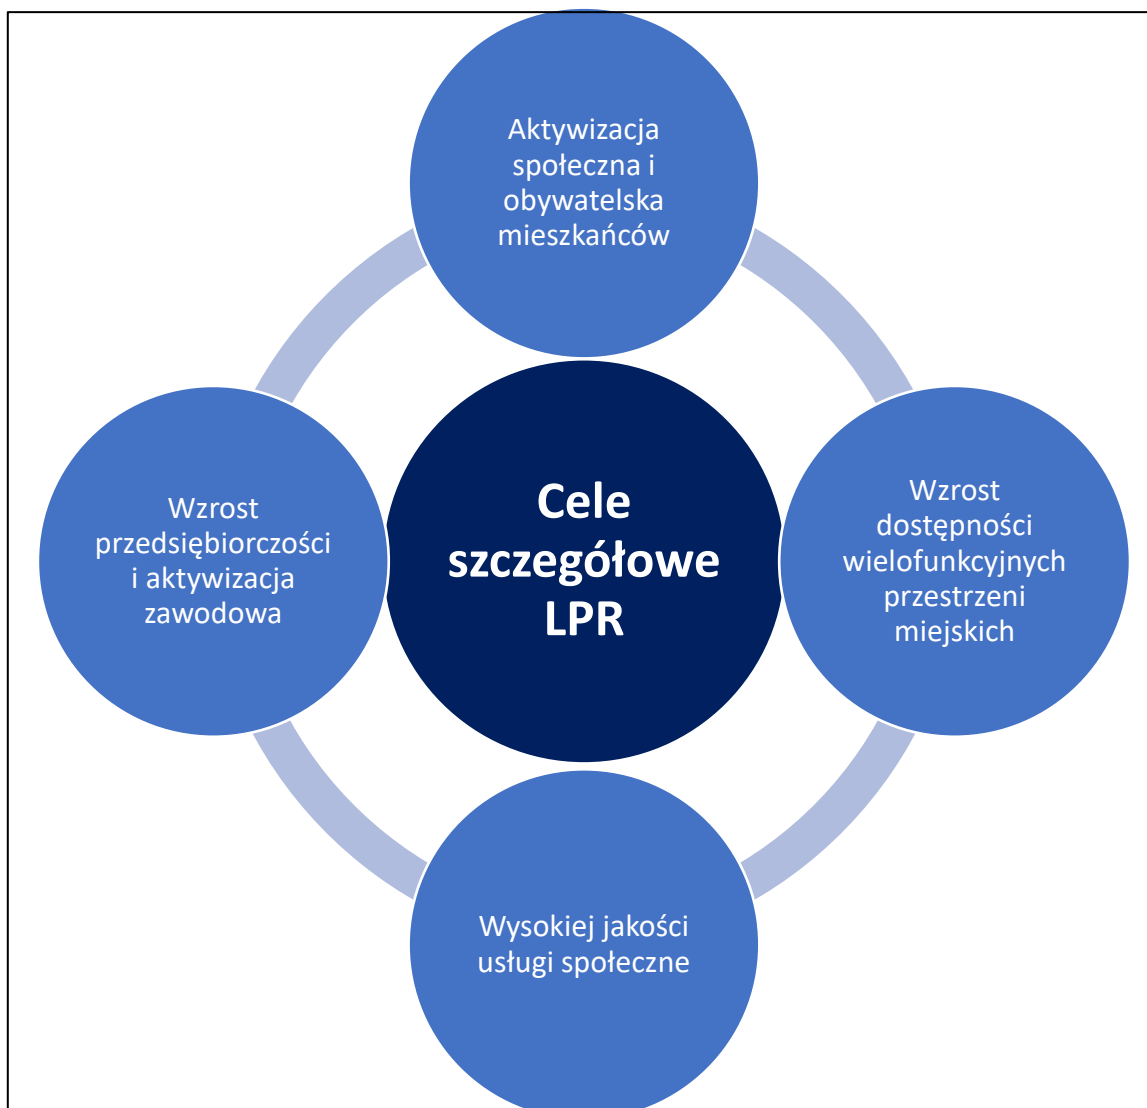 Aktywizacja
społeczna i
obywatelska
mieszkańców
Wzrost
przedsiębiorczości
i aktywizacja
zawodowa
Cele
szczegółowe
LPR
Wzrost
dostępności
wielofunkcyjnych
przestrzeni
miejskich
Wysokiej jakości
usługi społeczne